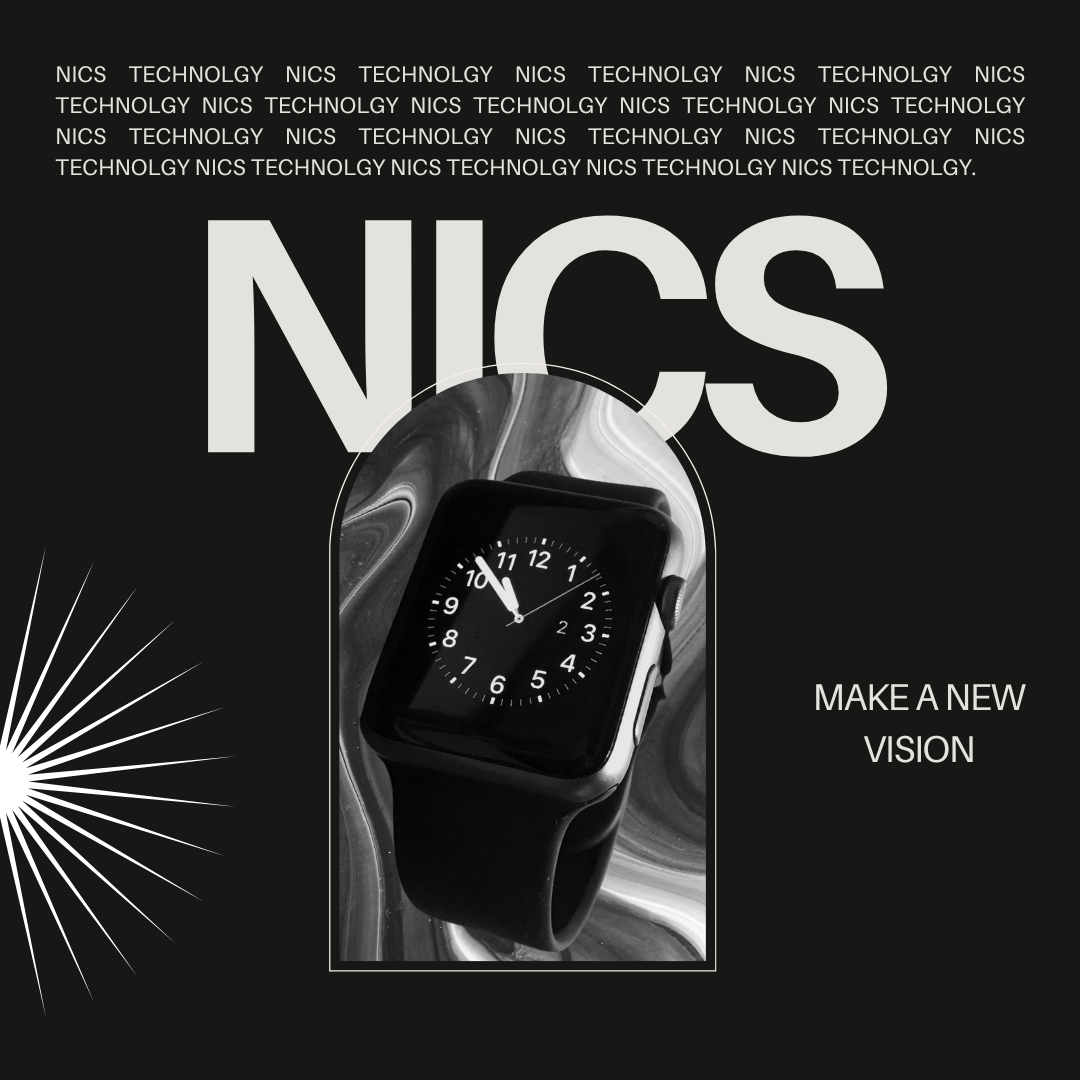 NICS TECHNOLGY NICS TECHNOLGY NICS TECHNOLGY NICS TECHNOLGY NICS
TECHNOLGY NICS TECHNOLGY NICS TECHNOLGY NICS TECHNOLGY NICS TECHNOLGY
NICS TECHNOLGY NICS TECHNOLGY NICS TECHNOLGY NICS TECHNOLGY NICS
TECHNOLGY NICS TECHNOLGY NICS TECHNOLGY NICS TECHNOLGY NICS TECHNOLGY.
NICS
11 12 1
10
2
9
2 3
8
4
7
5
6
MAKE A NEW
VISION